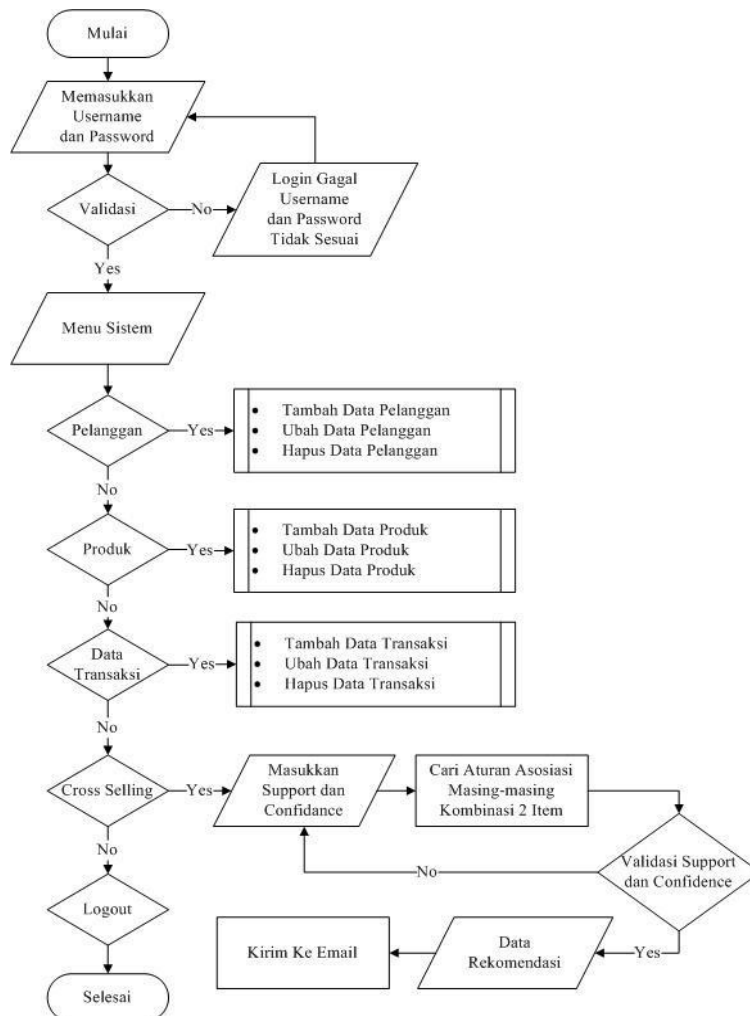 Mulai
Memasukkan
Username
dan Password
Validasi
No
Login Gagal
Username
dan Password
Tidak Sesuai
Yes
Menu Sistem
Pelanggan
Yes
• Tambah Data Pelanggan
• Ubah Data Pelanggan
• Hapus Data Pelanggan
No
Produk
Yes
• Tambah Data Produk
• Ubah Data Produk
• Hapus Data Produk
No
Data
Transaksi
Yes
• Tambah Data Transaksi
• Ubah Data Transaksi
• Hapus Data Transaksi
No
Cross Selling
Yes
Masukkan
Support dan
Confidance
Cari Aturan Asosiasi
Masing-masing
Kombinasi 2 Item
Validasi Support
dan Confidence
No
Yes
Data
Rekomendasi
Kirim Ke Email
No
Logout
Selesai